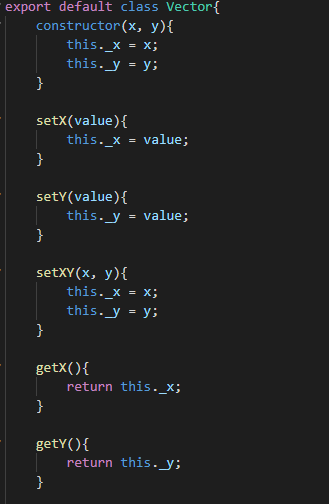 export default class Vector{
    constructor(x, y){
        this._x = x;
        this._y = y;
    }

    setX(value){
        this._x = value;
    }

    setY(value){
        this._y = value;
    }

    setXY(x, y){
        this._x = x;
        this._y = y;
    }

    getX(){
        return this._x;
    }

    getY(){
        return this._y;
    }